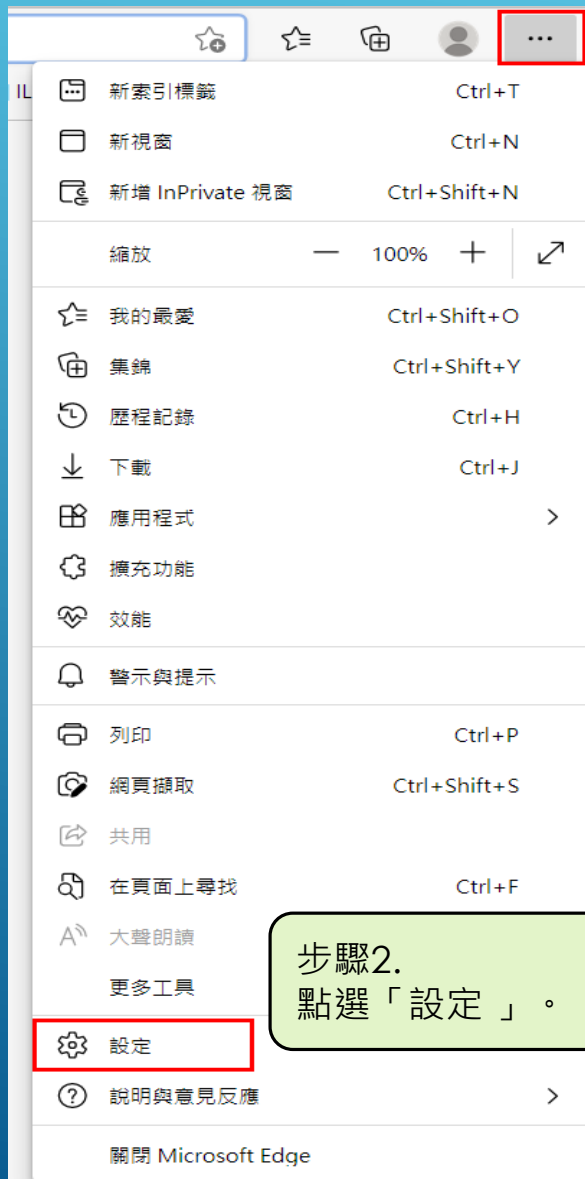 IL
新索引標籤 Ctrl+T
新視窗 Ctrl+N
新增 InPrivate 視窗 Ctrl+Shift+N
縮放 — 100% +
我的最愛 Ctrl+Shift+O
集錦 Ctrl+Shift+Y
歷程記錄 Ctrl+H
下載 Ctrl+J
應用程式
擴充功能
效能
警示與提示
列印 Ctrl+P
網頁擷取 Ctrl+Shift+S
共用
在頁面上尋找 Ctrl+F
大聲朗讀
更多工具
步驟2.
點選「設定 」。
設定
說明與意見反應
關閉 Microsoft Edge